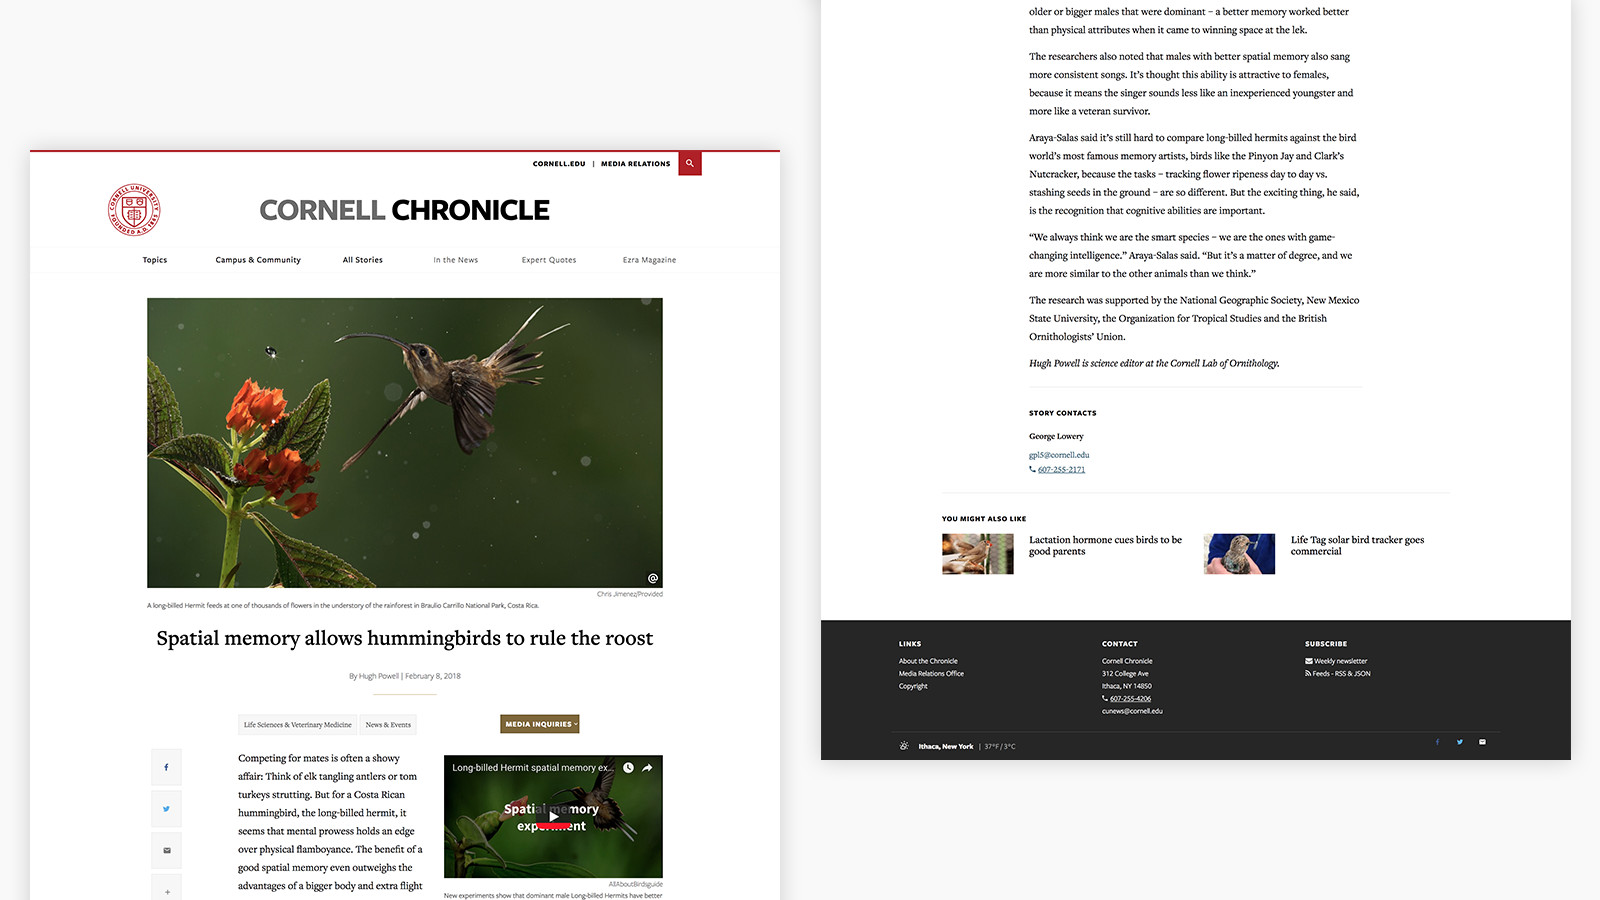 CORNELL.EDU | MEDIA RELATIONS
CORNELL UNIVERSITY
FOUNDED A.D. 1865
CORNELL CHRONICLE
Topics
Campus & Community
All Stories
In the News
Expert Quotes
Ezra Magazine
@
Chris Jimenez/Provided
A long-billed Hermit feeds at one of thousands of flowers in the understory of the rainforest in Braulio Carrillo National Park, Costa Rica.
Spatial memory allows hummingbirds to rule the roost
By Hugh Powell | February 8, 2018
Life Sciences & Veterinary Medicine
News & Events
MEDIA INQUIRIES
Competing for mates is often a showy
affair: Think of elk tangling antlers or tom
turkeys strutting. But for a Costa Rican
hummingbird, the long-billed hermit, it
seems that mental prowess holds an edge
over physical flamboyance. The benefit of a
good spatial memory even outweighs the
advantages of a bigger body and extra flight
Long-billed Hermit spatial memory ex...
Spatial memory
experiment
AllAboutBirdsguide
New experiments show that dominant male Long-billed Hermits have better
older or bigger males that were dominant – a better memory worked better
than physical attributes when it came to winning space at the lek.
The researchers also noted that males with better spatial memory also sang
more consistent songs. It’s thought this ability is attractive to females,
because it means the singer sounds less like an inexperienced youngster and
more like a veteran survivor.
Araya-Salas said it’s still hard to compare long-billed hermits against the bird
world’s most famous memory artists, birds like the Pinyon Jay and Clark’s
Nutcracker, because the tasks – tracking flower ripeness day to day vs.
stashing seeds in the ground – are so different. But the exciting thing, he said,
is the recognition that cognitive abilities are important.
“We always think we are the smart species – we are the ones with game-
changing intelligence.” Araya-Salas said. “But it’s a matter of degree, and we
are more similar to the other animals than we think.”
The research was supported by the National Geographic Society, New Mexico
State University, the Organization for Tropical Studies and the British
Ornithologists’ Union.
Hugh Powell is science editor at the Cornell Lab of Ornithology.
STORY CONTACTS
George Lowery
gpl5@cornell.edu
607-255-2171
YOU MIGHT ALSO LIKE
Lactation hormone cues birds to be
good parents
Life Tag solar bird tracker goes
commercial
LINKS
About the Chronicle
Media Relations Office
Copyright
CONTACT
Cornell Chronicle
312 College Ave
Ithaca, NY 14850
607-255-4206
cunews@cornell.edu
SUBSCRIBE
Weekly newsletter
Feeds - RSS & JSON
Ithaca, New York | 37°F/3°C